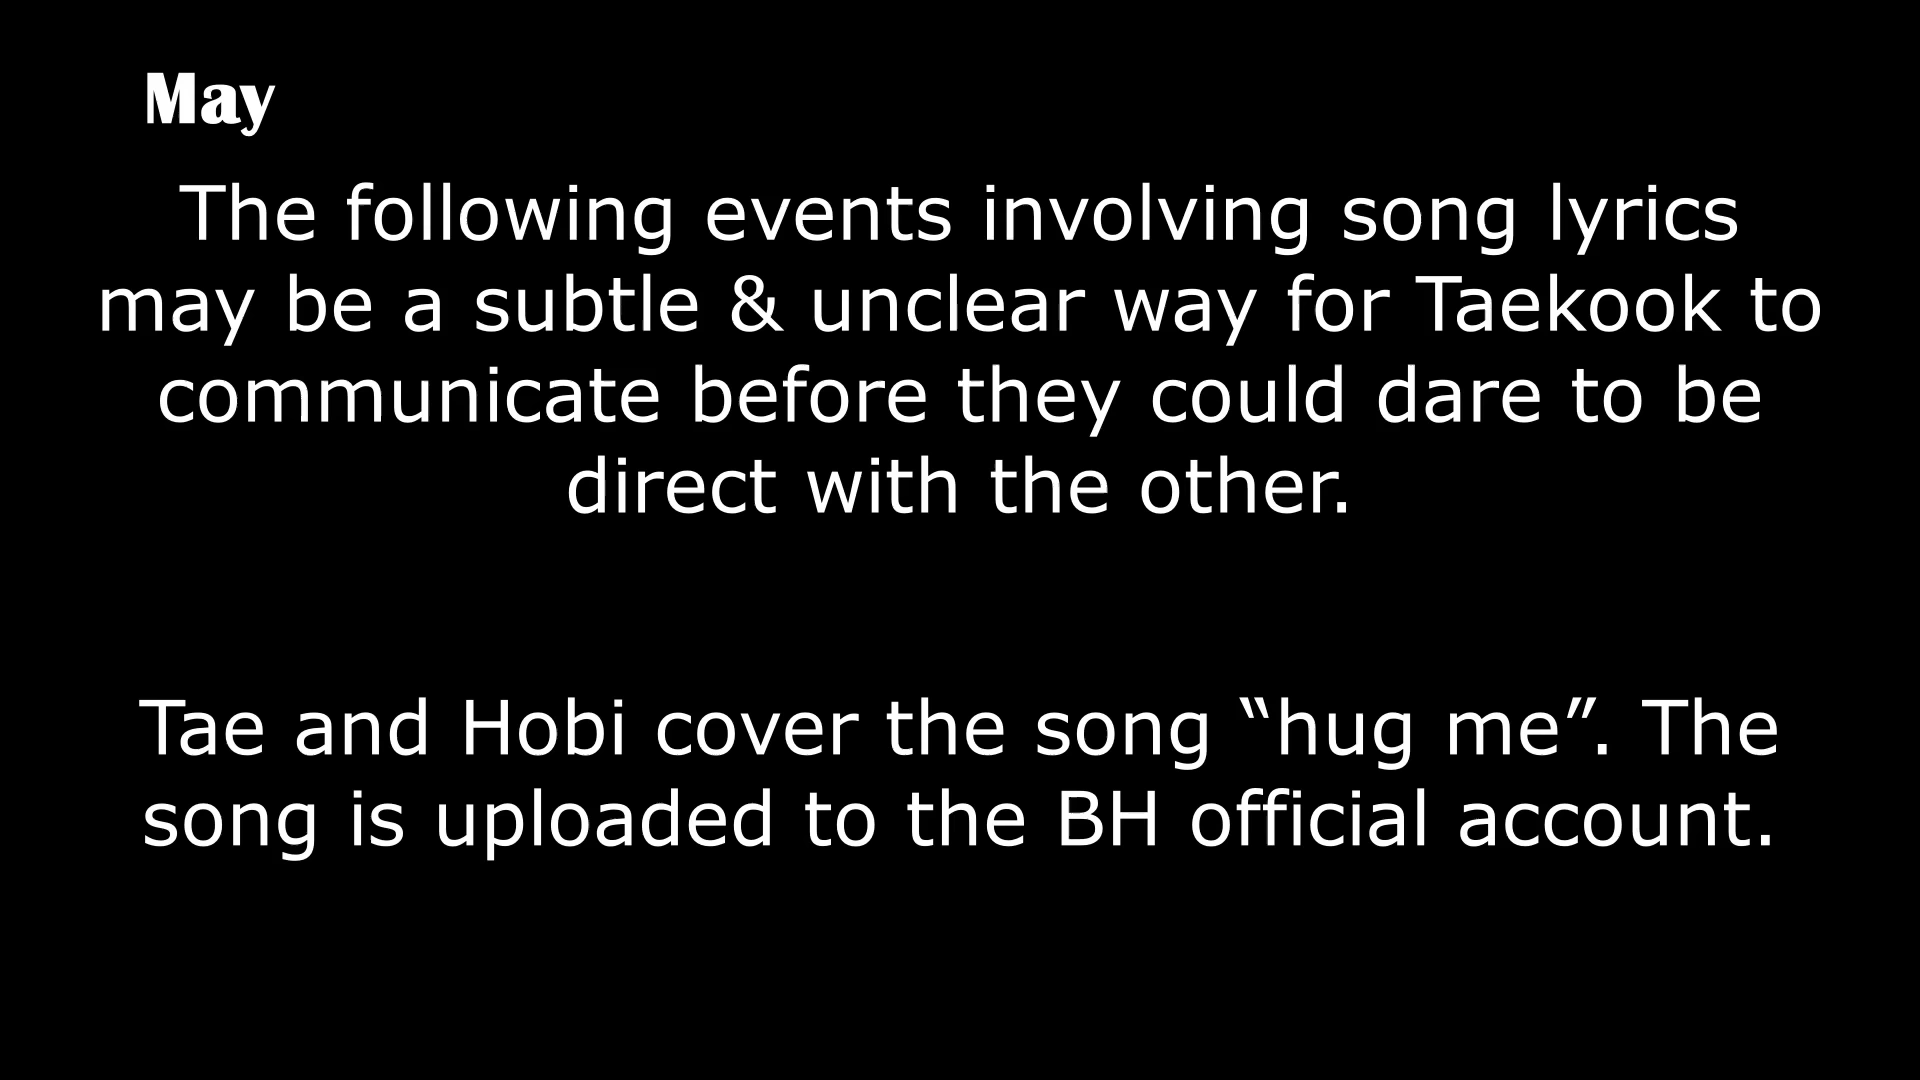 May
The following events involving song lyrics
may be a subtle & unclear way for Taekook to
communicate before they could dare to be
direct with the other.
Tae and Hobi cover the song “hug me”. The
song is uploaded to the BH official account.